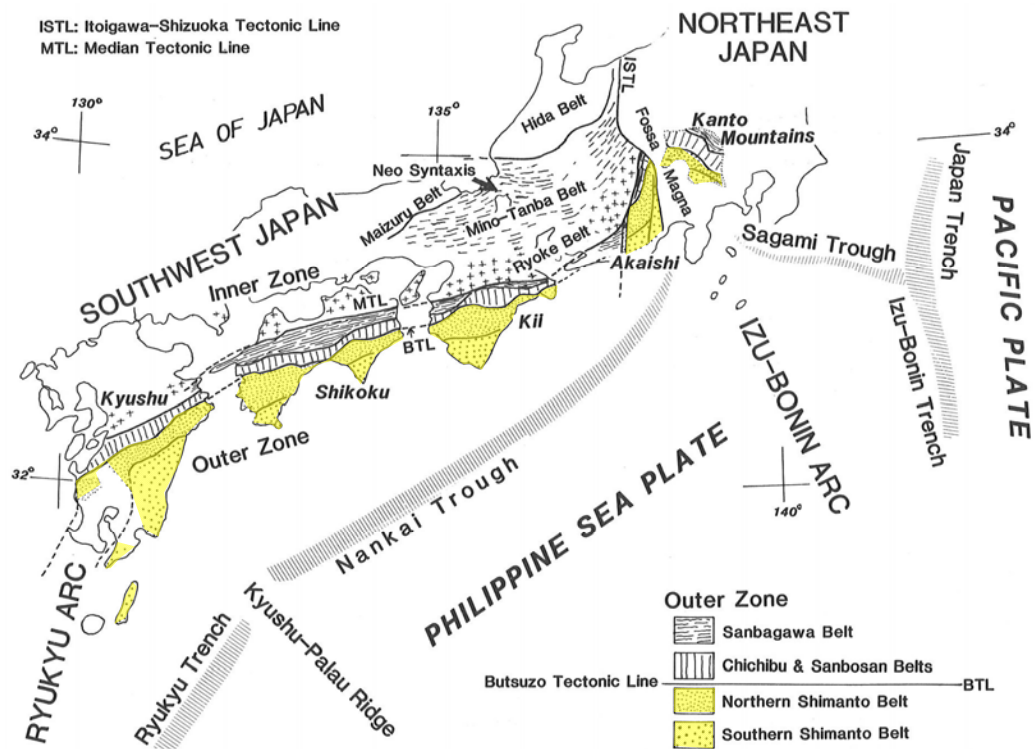 ISTL: Itoigawa–Shizuoka Tectonic Line
MTL: Median Tectonic Line
NORTHEAST
JAPAN
130°
34°
SEA OF JAPAN
135°
ISTL
Hida Belt
Fossa
Magna
Kanto
Mountains
34°
Japan Trench
PACIFIC PLATE
Neo Syntaxis
Maizuru Belt
Mino-Tanba Belt
SOUTHWEST JAPAN
Inner Zone
Ryoke Belt
Akaishi
Sagami Trough
MTL
BTL
Kii
Izu-Bonin Trench
IZU-BONIN ARC
Kyushu
Shikoku
Outer Zone
32°
Nankai Trough
140°
PHILIPPINE SEA PLATE
RYUKYU ARC
Ryukyu Trench
Kyushu–Palau Ridge
Outer Zone
Sanbagawa Belt
Chichibu & Sanbosan Belts
Butsuzo Tectonic Line BTL
Northern Shimanto Belt
Southern Shimanto Belt